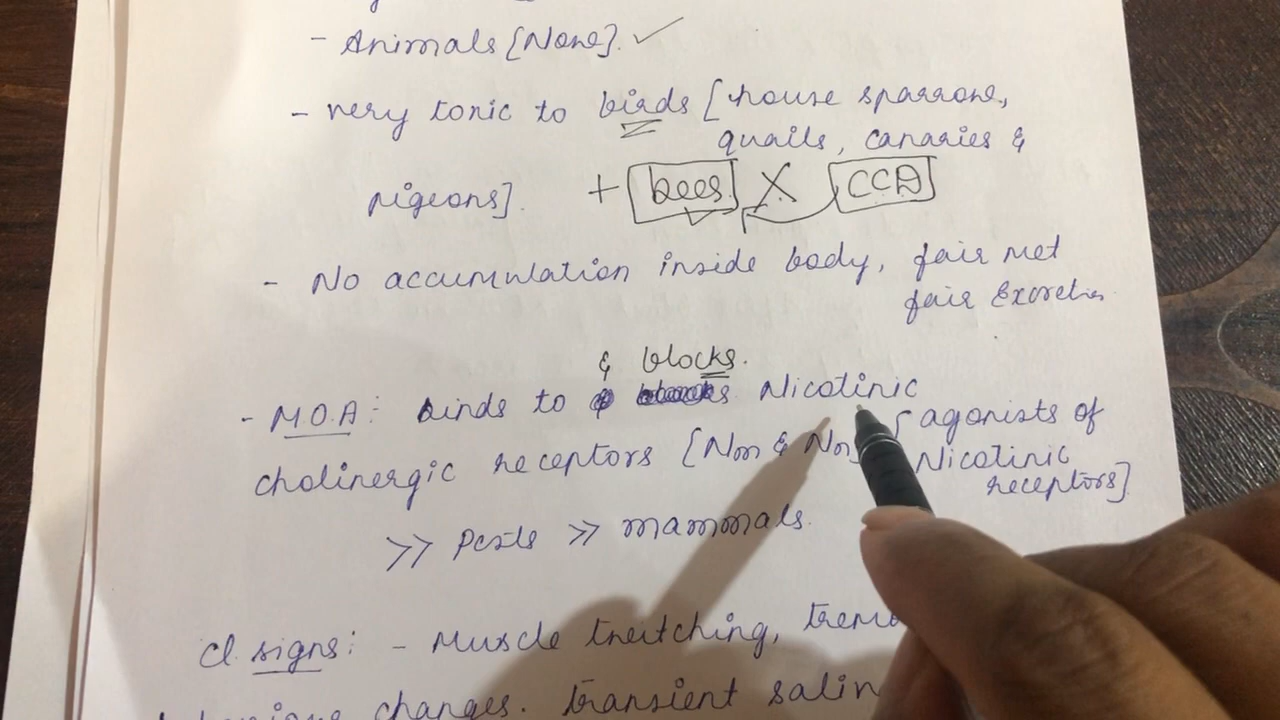 - Animals [None]. ✓
- very toxic to birds [house sparrone,
quails, canaries &
pigeons]. + bees X CCD
- No accumulation inside body, fair met
fair Excretion
& blocks.
- M.O.A: binds to Nicotinic
cholinergic receptors [Nm & Nn] [agonists of
Nicotinic
receptors]
>> Pests >> mammals.
cl. signs: - Muscle twitching,
changes. transient